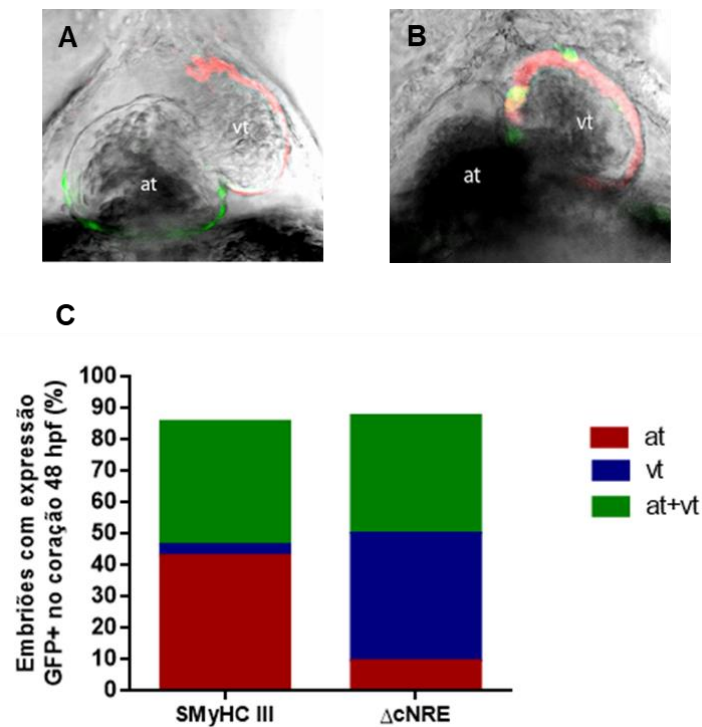 A
B
vt
at
vt
at
C
Embriões com expressão
GFP+ no coração 48 hpf (%)
100
90
80
70
60
50
40
30
20
10
0
SMyHC III
ΔcNRE
at
vt
at+vt